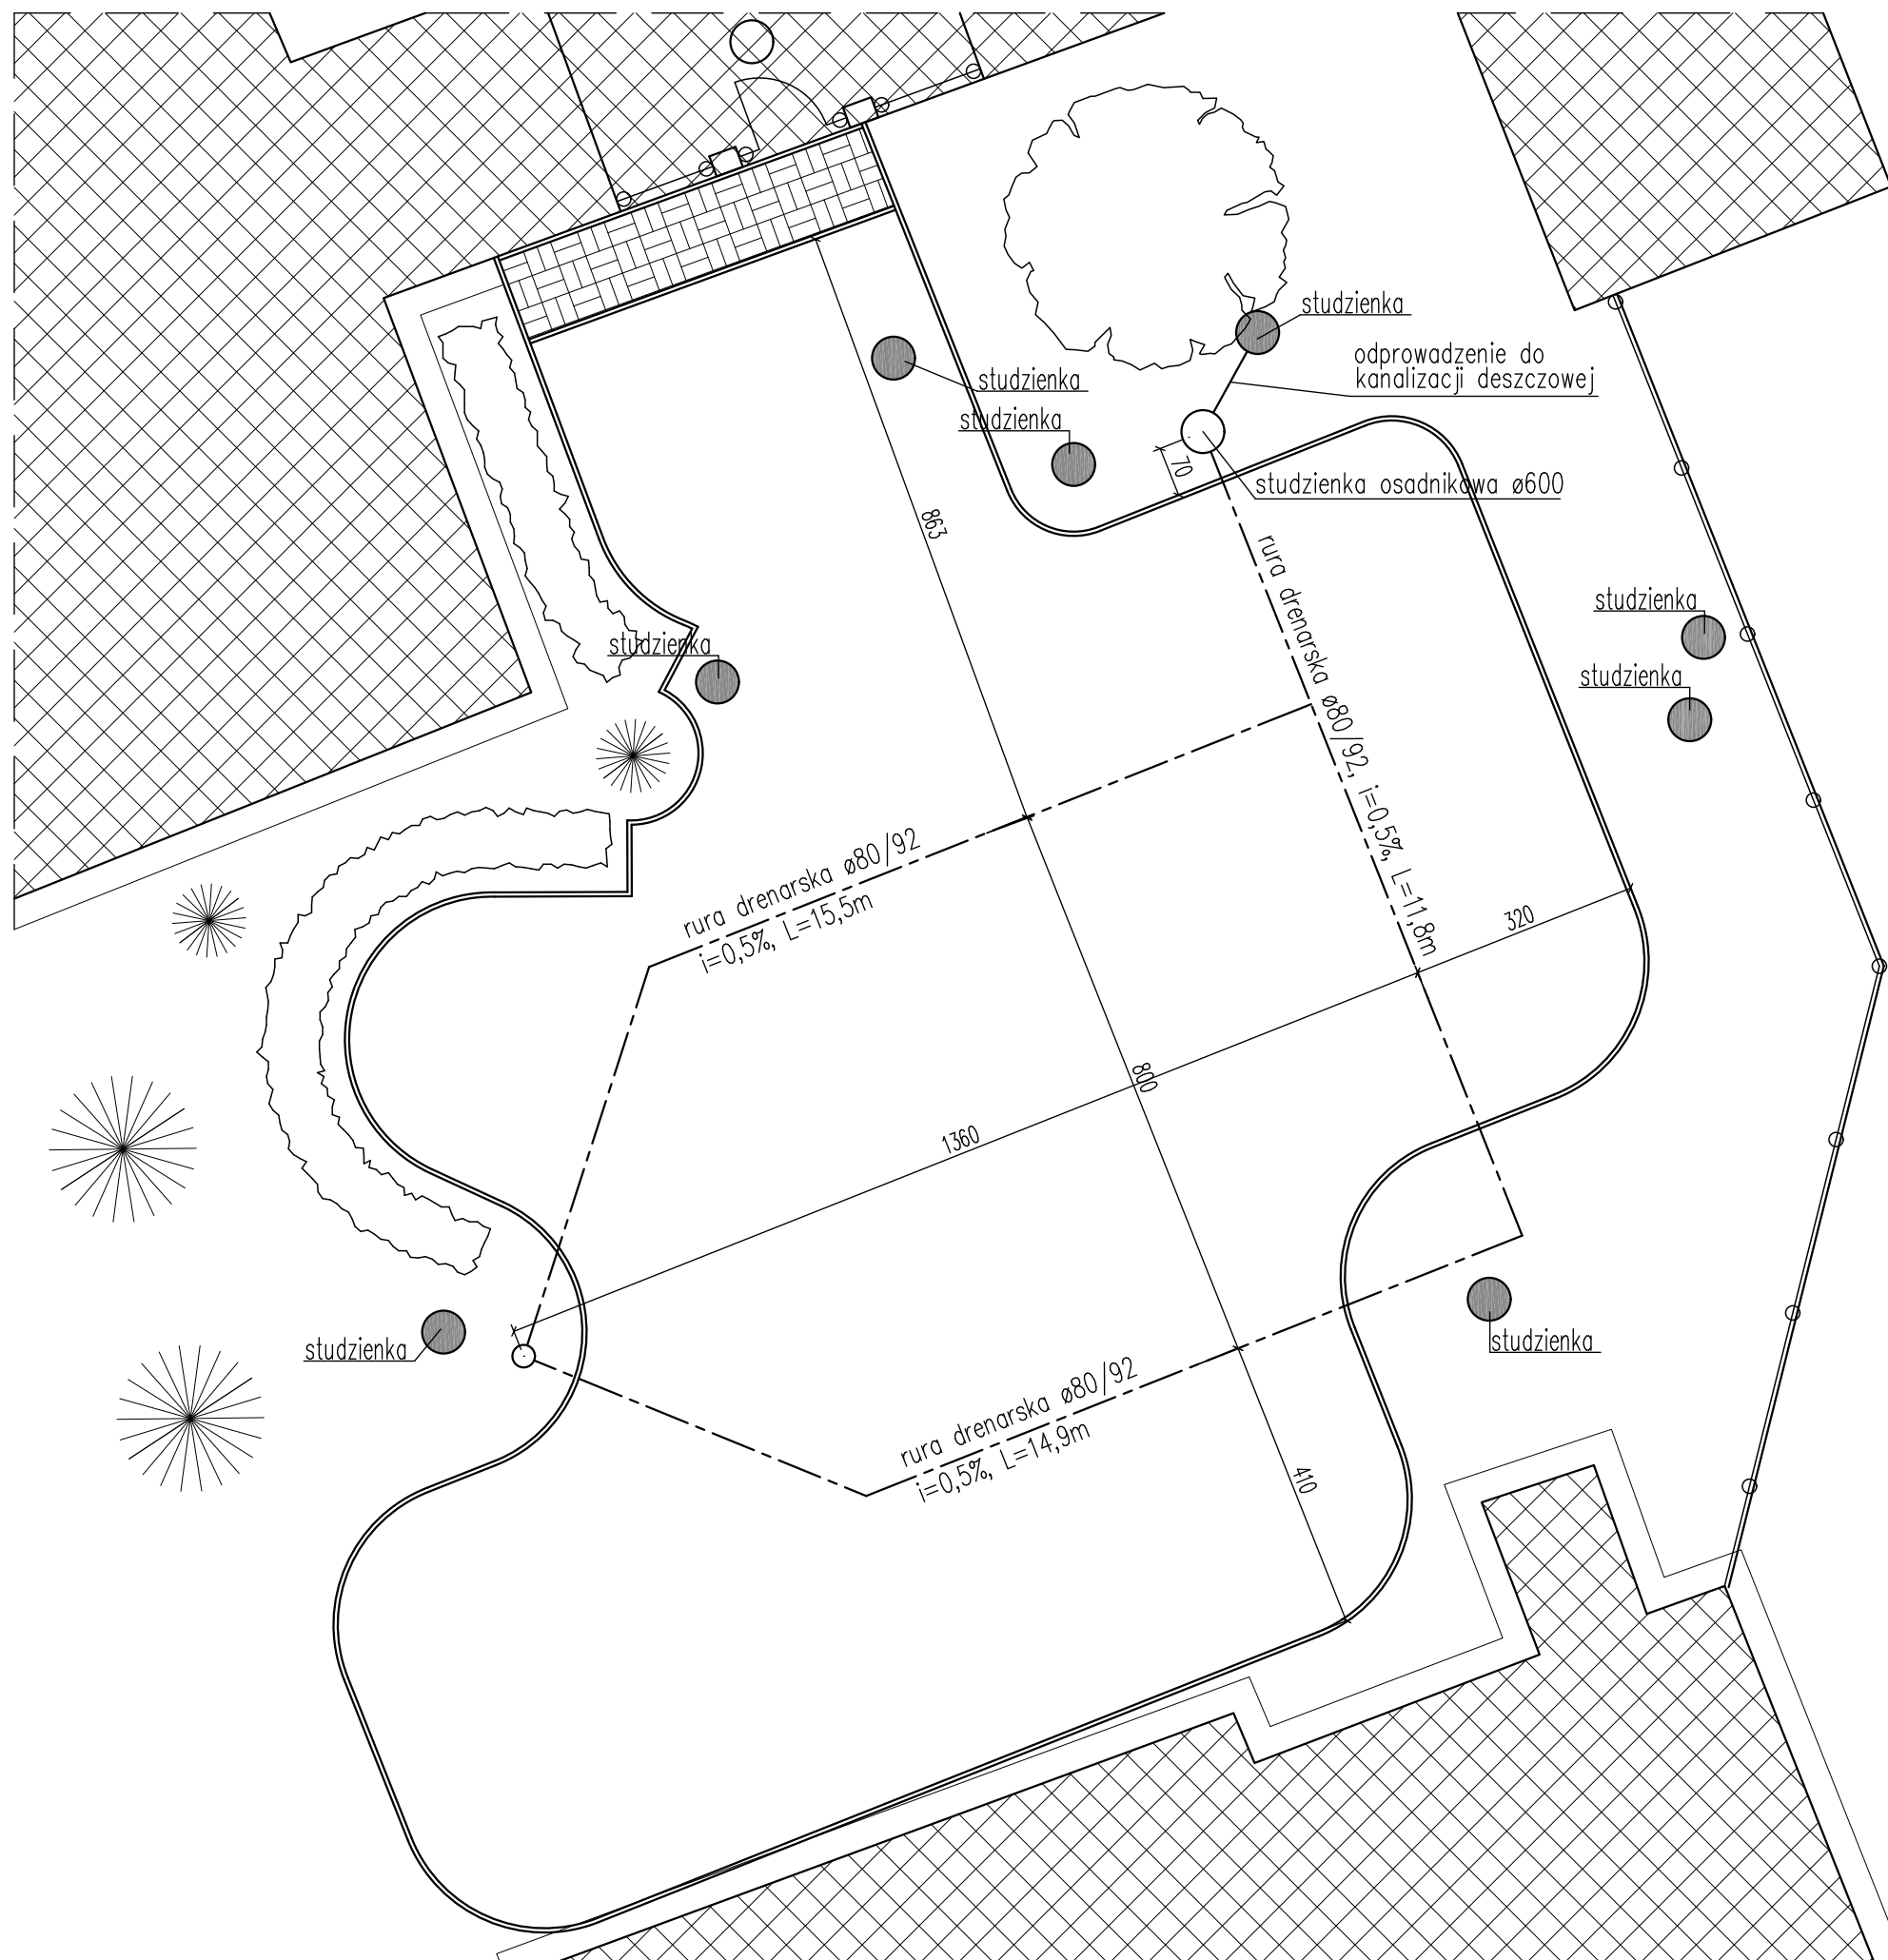 studzienka
odprowadzenie do
kanalizacji deszczowej
studzienka
studzienka
70
studzienka osadnikowa ø600
863
rura drenarska ø80/92, i=0,5%, L=11,8m
studzienka
studzienka
studzienka
rura drenarska ø80/92
i=0,5%, L=15,5m
320
800
1360
studzienka
studzienka
rura drenarska ø80/92
i=0,5%, L=14,9m
410